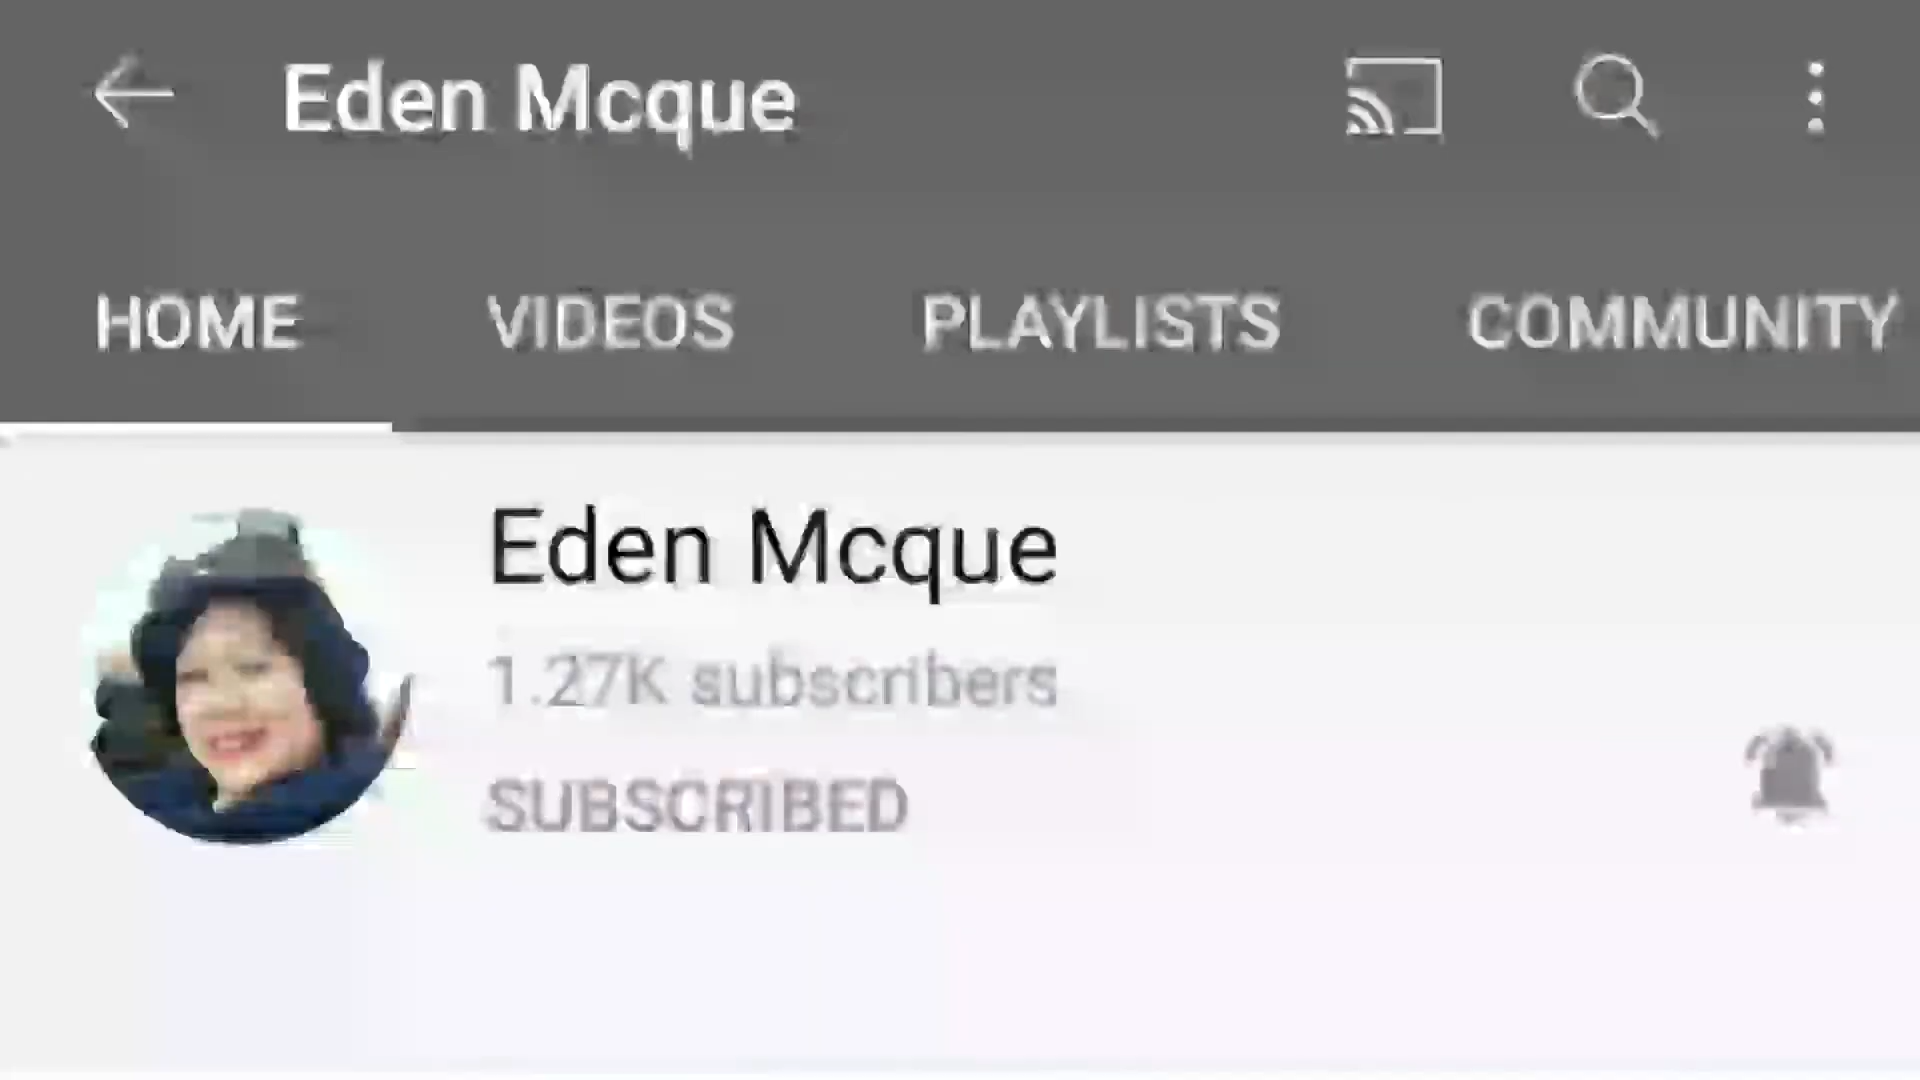 Eden Mcque
HOME VIDEOS PLAYLISTS COMMUNITY
Eden Mcque
1.27K subscribers
SUBSCRIBED